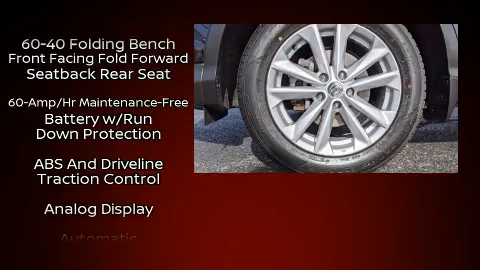 60-40 Folding Bench
Front Facing Fold Forward
Seatback Rear Seat
60-Amp/Hr Maintenance-Free
Battery w/Run
Down Protection
ABS And Driveline
Traction Control
Analog Display
Automatic